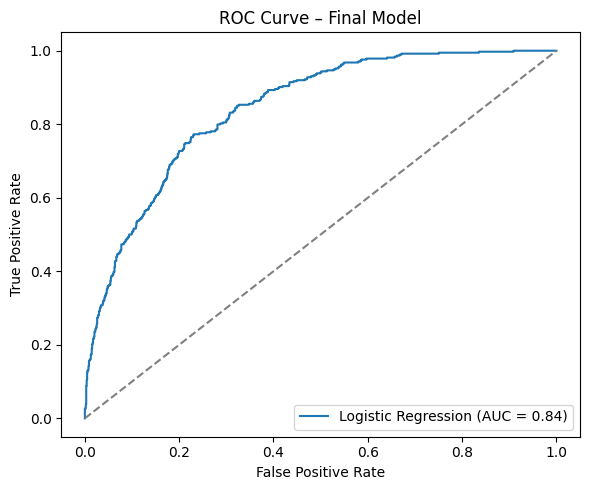 ROC Curve – Final Model
True Positive Rate
1.0
0.8
0.6
0.4
0.2
0.0
Logistic Regression (AUC = 0.84)
0.0 0.2 0.4 0.6 0.8 1.0
False Positive Rate